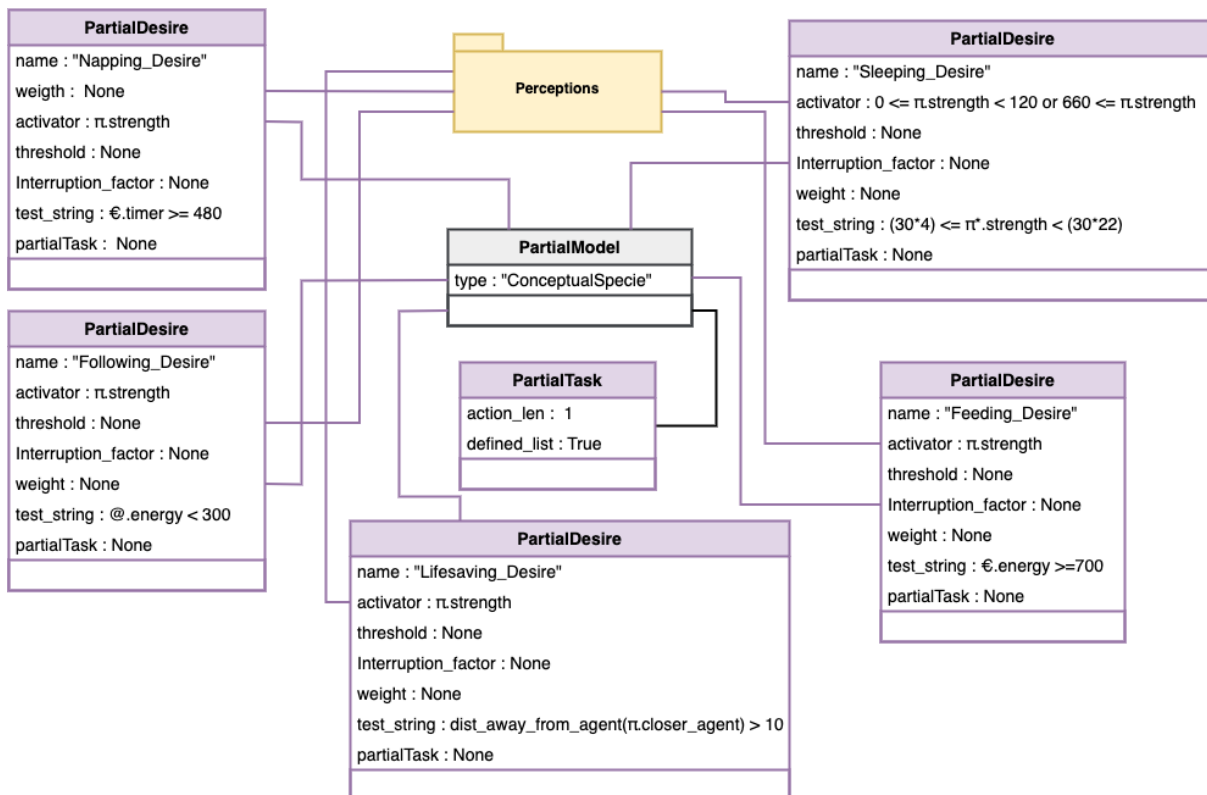 PartialDesire
name : "Napping_Desire"
weigth : None
activator : π.strength
threshold : None
Interruption_factor : None
test_string : €.timer >= 480
partialTask : None
Perceptions
PartialDesire
name : "Sleeping_Desire"
activator : 0 <= π.strength < 120 or 660 <= π.strength
threshold : None
Interruption_factor : None
weight : None
test_string : (30*4) <= π*.strength < (30*22)
partialTask : None
PartialModel
type : "ConceptualSpecie"
PartialDesire
name : "Following_Desire"
activator : π.strength
threshold : None
Interruption_factor : None
weight : None
test_string : @.energy < 300
partialTask : None
PartialTask
action_len : 1
defined_list : True
PartialDesire
name : "Feeding_Desire"
activator : π.strength
threshold : None
Interruption_factor : None
weight : None
test_string : €.energy >=700
partialTask : None
PartialDesire
name : "Lifesaving_Desire"
activator : π.strength
threshold : None
Interruption_factor : None
weight : None
test_string : dist_away_from_agent(π.closer_agent) > 10
partialTask : None